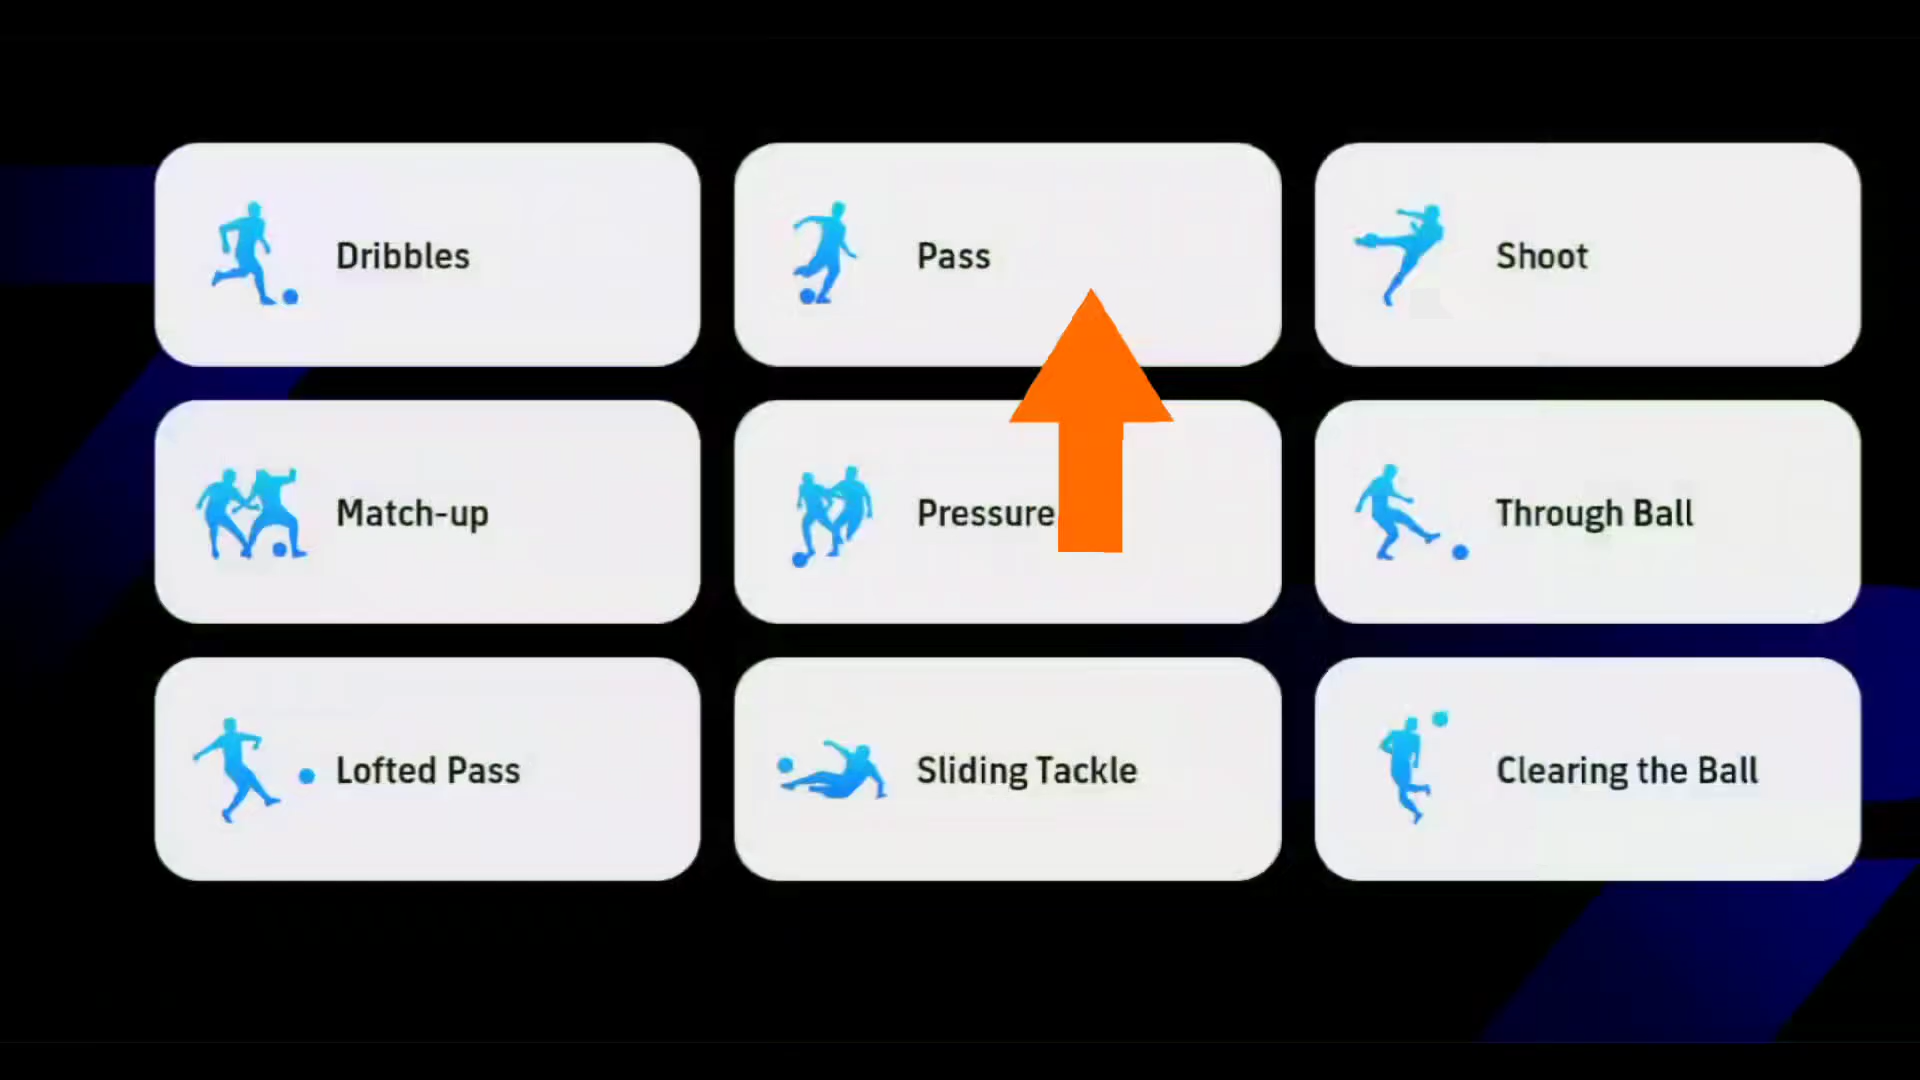 Dribbles
Pass
Shoot
Match-up
Pressure
Through Ball
Lofted Pass
Sliding Tackle
Clearing the Ball